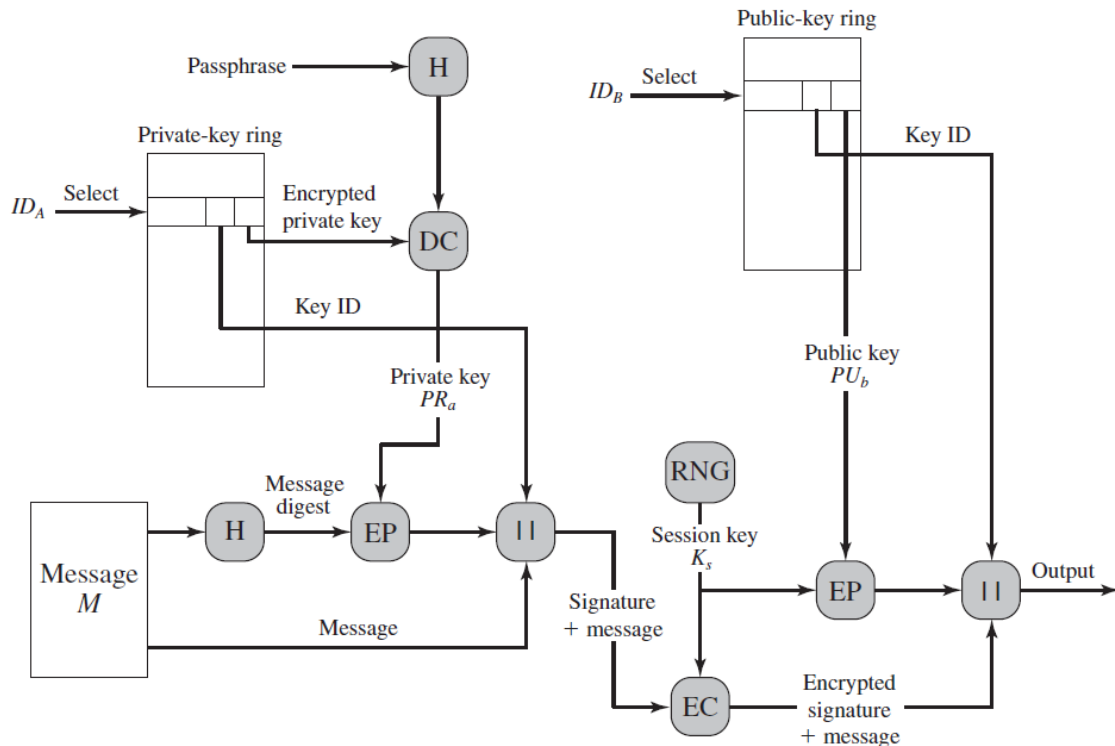 Public-key ring
Passphrase
H
Select
ID_B
Private-key ring
Key ID
Select
ID_A
Encrypted
private key
DC
Key ID
Public key
PU_b
Private key
PR_a
RNG
Message
digest
H
EP
||
Session key
K_s
Message
M
EP
||
Output
Signature
+ message
Message
EC
Encrypted
signature
+ message